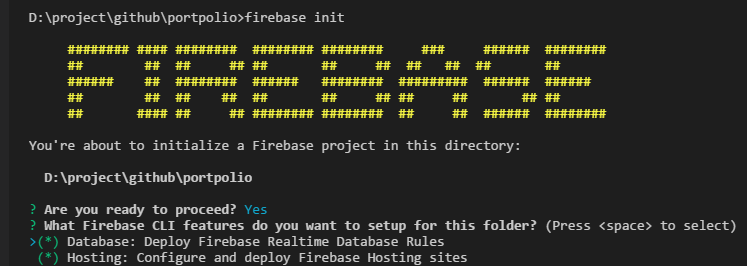 D:\project\github\portpolio>firebase init
FIREBASE
You're about to initialize a Firebase project in this directory:
D:\project\github\portpolio
? Are you ready to proceed? Yes
? What Firebase CLI features do you want to setup for this folder? (Press <space> to select)
>(*) Database: Deploy Firebase Realtime Database Rules
(*) Hosting: Configure and deploy Firebase Hosting sites